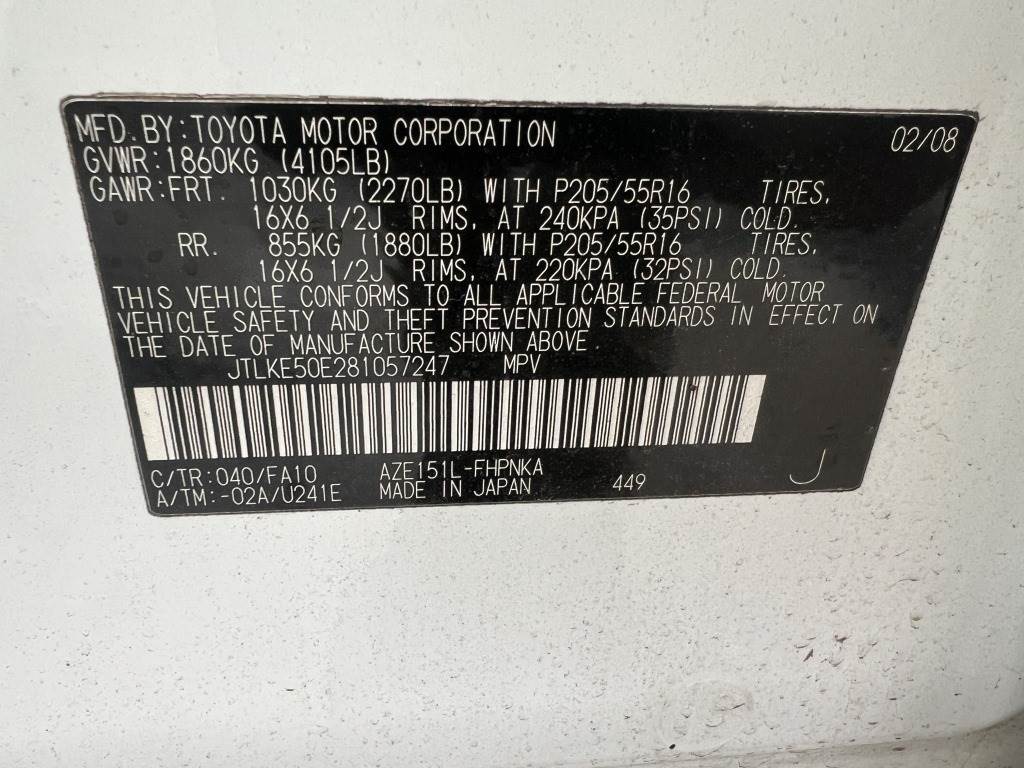 MFD.BY:TOYOTA MOTOR CORPORATION 02/08
GVWR:1860KG (4105LB)
GAWR:FRT. 1030KG (2270LB) WITH P205/55R16 TIRES,
16X6 1/2J RIMS, AT 240KPA (35PSI) COLD.
RR. 855KG (1880LB) WITH P205/55R16 TIRES,
16X6 1/2J RIMS, AT 220KPA (32PSI) COLD.
THIS VEHICLE CONFORMS TO ALL APPLICABLE FEDERAL MOTOR
VEHICLE SAFETY AND THEFT PREVENTION STANDARDS IN EFFECT ON
THE DATE OF MANUFACTURE SHOWN ABOVE.
JTLKE50E281057247 MPV
C/TR:040/FA10 AZE151L-FHPNKA
A/TM:-02A/U241E MADE IN JAPAN 449 J